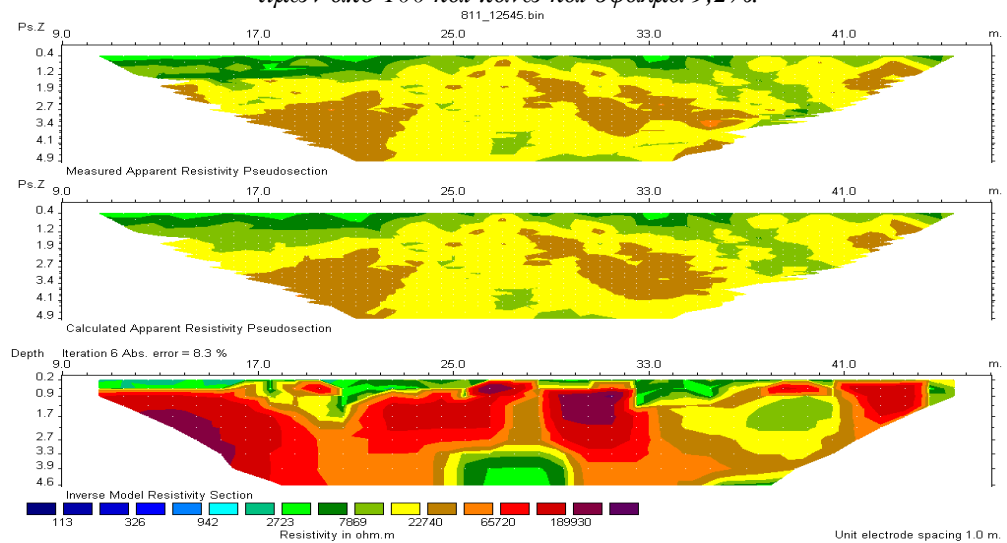 811_12545.bin
Ps.Z 9.0 17.0 25.0 33.0 41.0 m.
0.4
1.2
1.9
2.7
3.4
4.1
4.9
Measured Apparent Resistivity Pseudosection
Ps.Z 9.0 17.0 25.0 33.0 41.0 m.
0.4
1.2
1.9
2.7
3.4
4.1
4.9
Calculated Apparent Resistivity Pseudosection
Depth Iteration 6 Abs. error = 8.3 %
9.0 17.0 25.0 33.0 41.0 m.
0.2
0.9
1.7
2.7
3.3
3.9
4.6
Inverse Model Resistivity Section
113 326 942 2723 7869 22740 65720 189930
Resistivity in ohm.m
Unit electrode spacing 1.0 m.